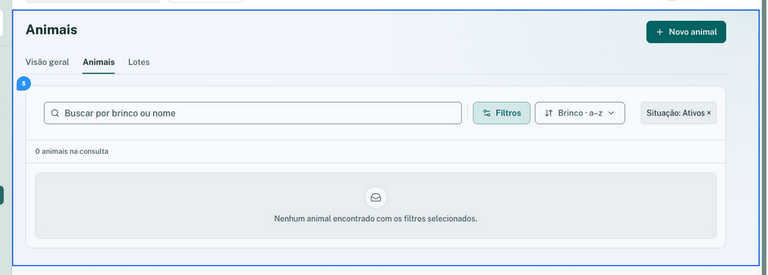 Animais
+ Novo animal
Visão geral
Animais
Lotes
5
Buscar por brinco ou nome
Filtros
Brinco · a–z
Situação: Ativos ×
0 animais na consulta
Nenhum animal encontrado com os filtros selecionados.